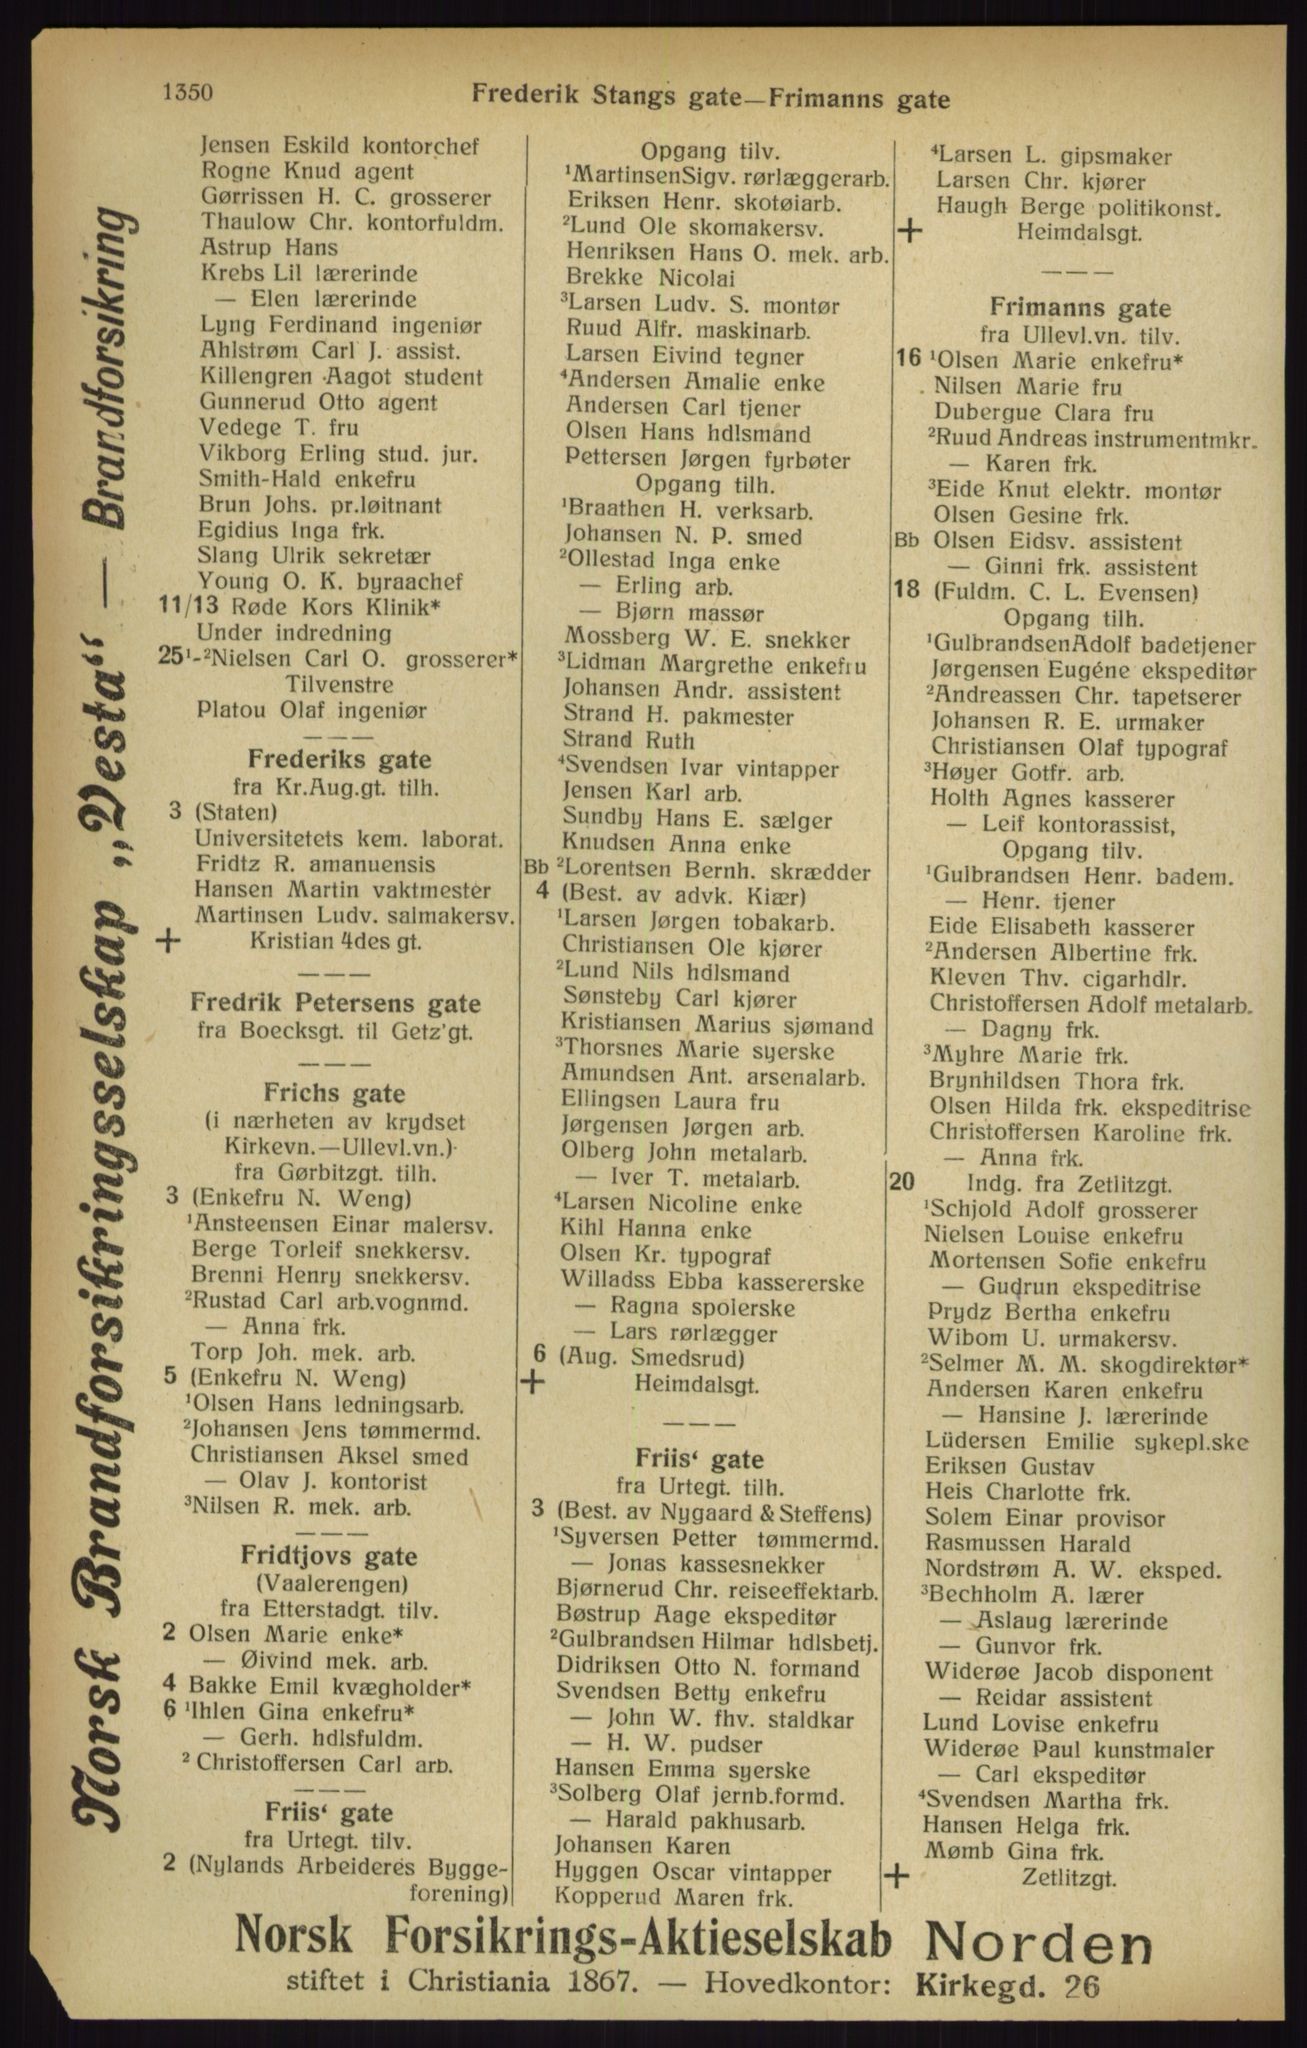 1350
Frederik Stangs gate—Frimanns gate
Norsk Brandforsikringsselskap „Vesta“ — Brandforsikring
Jensen Eskild kontorchef
Rogne Knud agent
Gørrissen H. C. grosserer
Thaulow Chr. kontorfuldm.
Astrup Hans
Krebs Lil lærerinde
— Elen lærerinde
Lyng Ferdinand ingeniør
Ahlstrøm Carl J. assist.
Killengren Aagot student
Gunnerud Otto agent
Vedege T. fru
Vikborg Erling stud. jur.
Smith-Hald enkefru
Brun Johs. pr.løitnant
Egidius Inga frk.
Slang Ulrik sekretær
Young O. K. byraachef
11/13 Røde Kors Klinik*
Under indredning
25 ¹-²Nielsen Carl O. grosserer*
Tilvenstre
Platou Olaf ingeniør
— — —
Frederiks gate
fra Kr.Aug.gt. tilh.
3 (Staten)
Universitetets kem. laborat.
Fridtz R. amanuensis
Hansen Martin vaktmester
Martinsen Ludv. salmakersv.
+ Kristian 4des gt.
— — —
Fredrik Petersens gate
fra Boecksgt. til Getz'gt.
— — —
Frichs gate
(i nærheten av krydset
Kirkevn.—Ullevl.vn.)
fra Gørbitzgt. tilh.
3 (Enkefru N. Weng)
¹Ansteensen Einar malersv.
Berge Torleif snekkersv.
Brenni Henry snekkersv.
²Rustad Carl arb.vognmd.
— Anna frk.
Torp Joh. mek. arb.
5 (Enkefru N. Weng)
¹Olsen Hans ledningsarb.
²Johansen Jens tømmermd.
Christiansen Aksel smed
— Olav J. kontorist
³Nilsen R. mek. arb.
— — —
Fridtjovs gate
(Vaalerengen)
fra Etterstadgt. tilv.
2 Olsen Marie enke*
— Øivind mek. arb.
4 Bakke Emil kvægholder*
6 ¹Ihlen Gina enkefru*
— Gerh. hdlsfuldm.
² Christoffersen Carl arb.
— — —
Friis' gate
fra Urtegt. tilv.
2 (Nylands Arbeideres Bygge-
forening)
Opgang tilv.
¹MartinsenSigv. rørlæggerarb.
Eriksen Henr. skotøiarb.
²Lund Ole skomakersv.
Henriksen Hans O. mek. arb.
Brekke Nicolai
³Larsen Ludv. S. montør
Ruud Alfr. maskinarb.
Larsen Eivind tegner
⁴Andersen Amalie enke
Andersen Carl tjener
Olsen Hans hdlsmand
Pettersen Jørgen fyrbøter
Opgang tilh.
¹Braathen H. verksarb.
Johansen N. P. smed
²Ollestad Inga enke
— Erling arb.
— Bjørn massør
Mossberg W. E. snekker
³Lidman Margrethe enkefru
Johansen Andr. assistent
Strand H. pakmester
Strand Ruth
⁴Svendsen Ivar vintapper
Jensen Karl arb.
Sundby Hans E. sælger
Knudsen Anna enke
Bb ²Lorentsen Bernh. skrædder
4 (Best. av advk. Kiær)
¹Larsen Jørgen tobakarb.
Christiansen Ole kjører
²Lund Nils hdlsmand
Sønsteby Carl kjører
Kristiansen Marius sjømand
³Thorsnes Marie syerske
Amundsen Ant. arsenalarb.
Ellingsen Laura fru
Jørgensen Jørgen arb.
Olberg John metalarb.
— Iver T. metalarb.
⁴Larsen Nicoline enke
Kihl Hanna enke
Olsen Kr. typograf
Willadss Ebba kassererske
— Ragna spolerske
— Lars rørlægger
6 (Aug. Smedsrud)
+ Heimdalsgt.
— — —
Friis' gate
fra Urtegt. tilh.
3 (Best. av Nygaard & Steffens)
¹Syversen Petter tømmermd.
— Jonas kassesnekker
Bjørnerud Chr. reiseeffektarb.
Bøstrup Aage ekspeditør
²Gulbrandsen Hilmar hdlsbetj.
Didriksen Otto N. formand
Svendsen Betty enkefru
— John W. fhv. staldkar
— H. W. pudser
Hansen Emma syerske
³Solberg Olaf jernb.formd.
— Harald pakhusarb.
Johansen Karen
Hyggen Oscar vintapper
Kopperud Maren frk.
⁴Larsen L. gipsmaker
Larsen Chr. kjører
Haugh Berge politikonst.
+ Heimdalsgt.
— — —
Frimanns gate
fra Ullevl.vn. tilv.
16 ¹Olsen Marie enkefru*
Nilsen Marie fru
Dubergue Clara fru
²Ruud Andreas instrumentmkr.
— Karen frk.
³Eide Knut elektr. montør
Olsen Gesine frk.
Bb Olsen Eidsv. assistent
— Ginni frk. assistent
18 (Fuldm. C. L. Evensen)
Opgang tilh.
¹GulbrandsenAdolf badetjener
Jørgensen Eugéne ekspeditør
²Andreassen Chr. tapetserer
Johansen R. E. urmaker
Christiansen Olaf typograf
³Høyer Gotfr. arb.
Holth Agnes kasserer
— Leif kontorassist,
Opgang tilv.
¹Gulbrandsen Henr. badem.
— Henr. tjener
Eide Elisabeth kasserer
²Andersen Albertine frk.
Kleven Thv. cigarhdlr.
Christoffersen Adolf metalarb.
— Dagny frk.
³Myhre Marie frk.
Brynhildsen Thora frk.
Olsen Hilda frk. ekspeditrise
Christoffersen Karoline frk.
— Anna frk.
20 Indg. fra Zetlitzgt.
¹Schjold Adolf grosserer
Nielsen Louise enkefru
Mortensen Sofie enkefru
— Gudrun ekspeditrise
Prydz Bertha enkefru
Wibom U. urmakersv.
²Selmer M. M. skogdirektør*
Andersen Karen enkefru
— Hansine J. lærerinde
Lüdersen Emilie sykepl.ske
Eriksen Gustav
Heis Charlotte frk.
Solem Einar provisor
Rasmussen Harald
Nordstrøm A. W. eksped.
³Bechholm A. lærer
— Aslaug lærerinde
— Gunvor frk.
Widerøe Jacob disponent
— Reidar assistent
Lund Lovise enkefru
Widerøe Paul kunstmaler
— Carl ekspeditør
⁴Svendsen Martha frk.
Hansen Helga frk.
Mømb Gina frk.
+ Zetlitzgt.
Norsk Forsikrings-Aktieselskab Norden
stiftet i Christiania 1867. — Hovedkontor: Kirkegd. 26